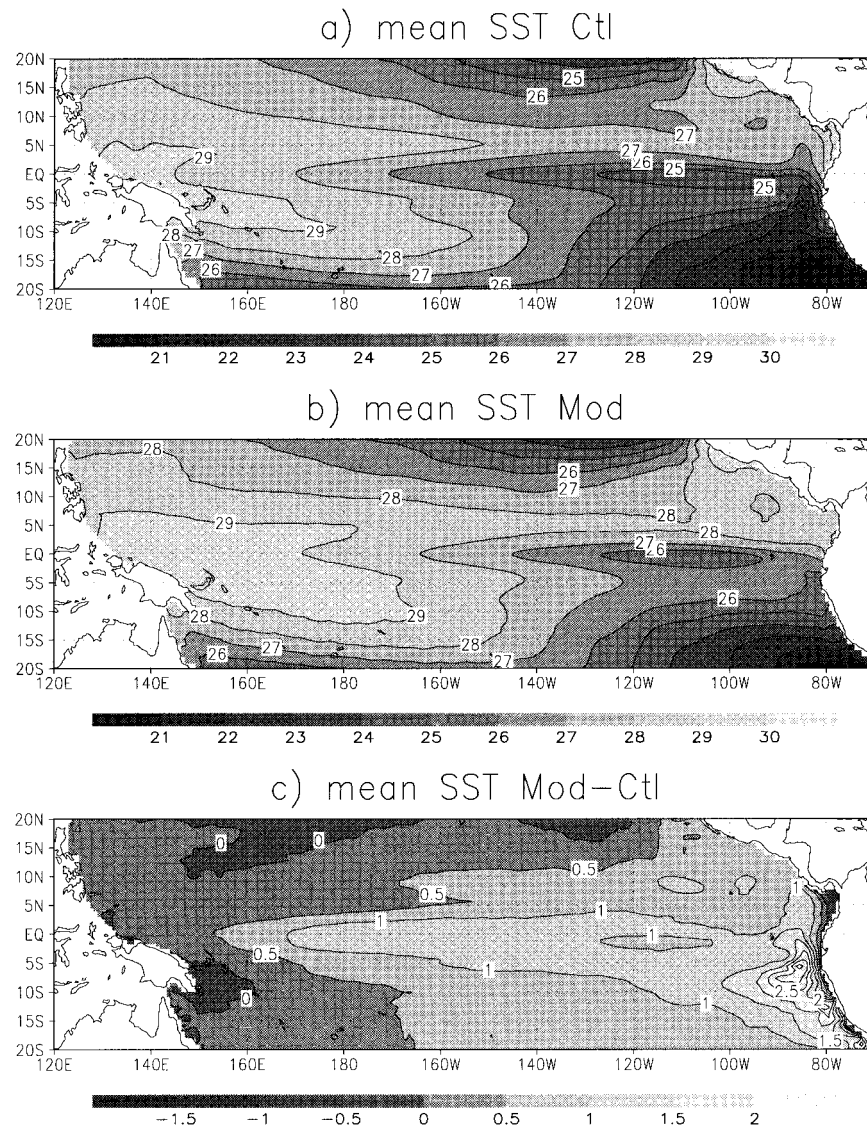 a) mean SST Ctl
20N
15N
10N
5N
EQ
5S
10S
15S
20S
25
26
27
27
26
25
25
29
29
28
28
27
27
26
26
120E 140E 160E 180 160W 140W 120W 100W 80W
21 22 23 24 25 26 27 28 29 30
b) mean SST Mod
20N
15N
10N
5N
EQ
5S
10S
15S
20S
28
26
27
28
28
29
28
27
26
26
29
28
28
27
27
26
120E 140E 160E 180 160W 140W 120W 100W 80W
21 22 23 24 25 26 27 28 29 30
c) mean SST Mod-Ctl
20N
15N
10N
5N
EQ
5S
10S
15S
20S
0
0
0.5
0.5
1
1
1
1
0.5
1
0
2.5
2
1
1.5
120E 140E 160E 180 160W 140W 120W 100W 80W
-1.5 -1 -0.5 0 0.5 1 1.5 2